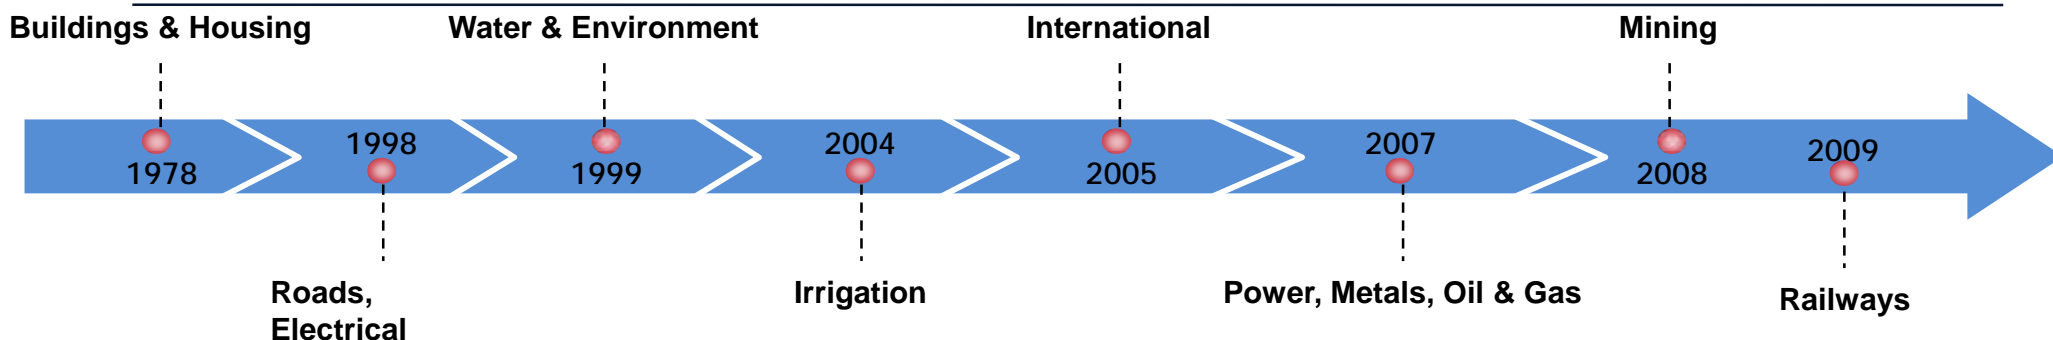 Buildings & Housing
Water & Environment
International
Mining
1978
1998
1999
2004
2005
2007
2008
2009
Roads,
Electrical
Irrigation
Power, Metals, Oil & Gas
Railways